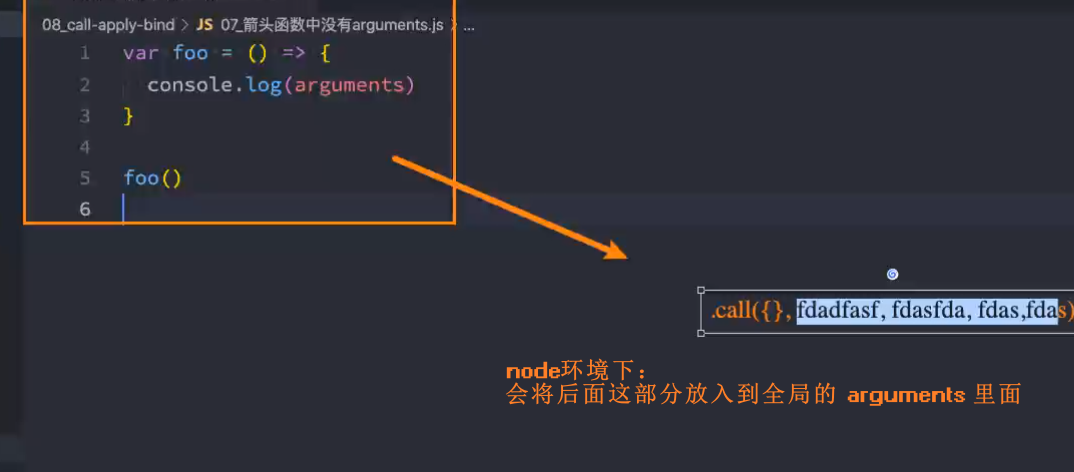 08_call-apply-bind > JS 07_箭头函数中没有arguments.js > ...
1 var foo = () => {
2 console.log(arguments)
3 }
4
5 foo()
6
.call({}, fdadfasf, fdasfda, fdas,fdas)
node环境下：
会将后面这部分放入到全局的 arguments 里面